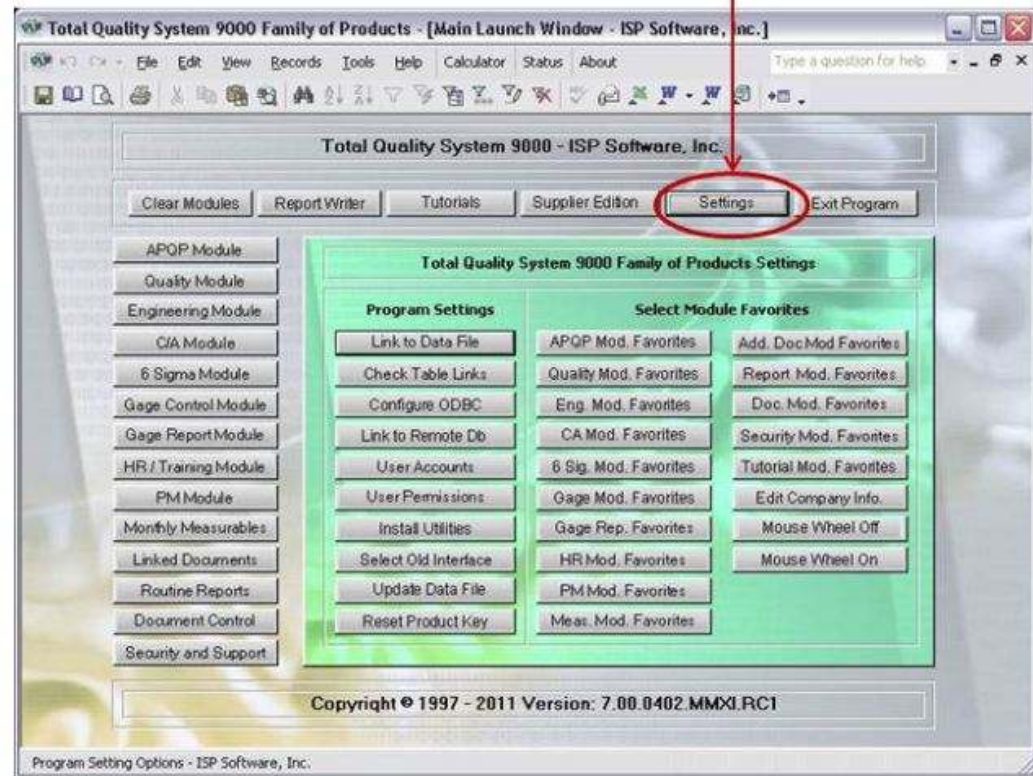 Total Quality System 9000 Family of Products - [Main Launch Window - ISP Software, Inc.]
File Edit View Records Tools Help Calculator Status About Type a question for help
Total Quality System 9000 - ISP Software, Inc.
Clear Modules Report Writer Tutorials Supplier Edition Settings Exit Program
APQP Module
Quality Module
Engineering Module
C/A Module
6 Sigma Module
Gage Control Module
Gage Report Module
HR / Training Module
PM Module
Monthly Measurables
Linked Documents
Routine Reports
Document Control
Security and Support
Total Quality System 9000 Family of Products Settings
Program Settings
Link to Data File
Check Table Links
Configure ODBC
Link to Remote Db
User Accounts
User Permissions
Install Utilities
Select Old Interface
Update Data File
Reset Product Key
Select Module Favorites
APQP Mod. Favorites
Quality Mod. Favorites
Eng. Mod. Favorites
CA Mod. Favorites
6 Sig. Mod. Favorites
Gage Mod. Favorites
Gage Rep. Favorites
HR Mod. Favorites
PM Mod. Favorites
Meas. Mod. Favorites
Add. Doc Mod Favorites
Report Mod. Favorites
Doc. Mod. Favorites
Security Mod. Favorites
Tutorial Mod. Favorites
Edit Company Info.
Mouse Wheel Off
Mouse Wheel On
Copyright © 1997 - 2011 Version: 7.00.0402.MMXI.RC1
Program Setting Options - ISP Software, Inc.